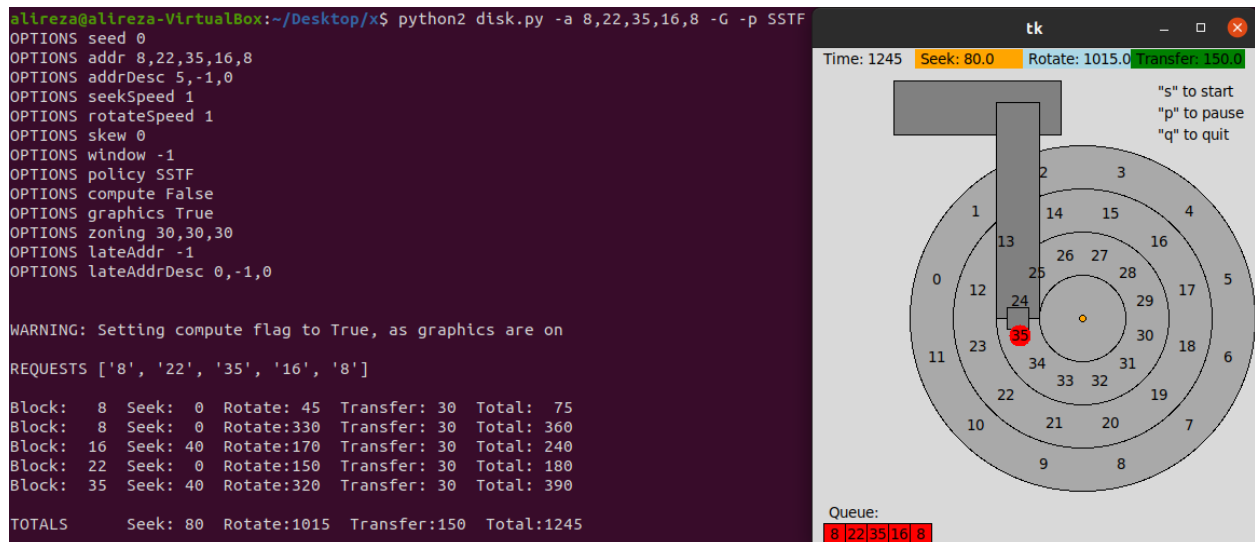 alireza@alireza-VirtualBox:~/Desktop/x$ python2 disk.py -a 8,22,35,16,8 -G -p SSTF
OPTIONS seed 0
OPTIONS addr 8,22,35,16,8
OPTIONS addrDesc 5,-1,0
OPTIONS seekSpeed 1
OPTIONS rotateSpeed 1
OPTIONS skew 0
OPTIONS window -1
OPTIONS policy SSTF
OPTIONS compute False
OPTIONS graphics True
OPTIONS zoning 30,30,30
OPTIONS lateAddr -1
OPTIONS lateAddrDesc 0,-1,0
WARNING: Setting compute flag to True, as graphics are on
REQUESTS ['8', '22', '35', '16', '8']
Block:   8  Seek:  0  Rotate: 45  Transfer: 30  Total:  75
Block:   8  Seek:  0  Rotate:330  Transfer: 30  Total: 360
Block:  16  Seek: 40  Rotate:170  Transfer: 30  Total: 240
Block:  22  Seek:  0  Rotate:150  Transfer: 30  Total: 180
Block:  35  Seek: 40  Rotate:320  Transfer: 30  Total: 390
TOTALS      Seek: 80  Rotate:1015  Transfer:150  Total:1245
tk
Time: 1245 Seek: 80.0 Rotate: 1015.0 Transfer: 150.0
"s" to start
"p" to pause
"q" to quit
2 3
1 14 15 4
13 26 27 16
0 12 25 28 17 5
24 29
35 30
11 23 34 31 18 6
33 32
22 19
10 21 20 7
9 8
Queue:
8 22 35 16 8